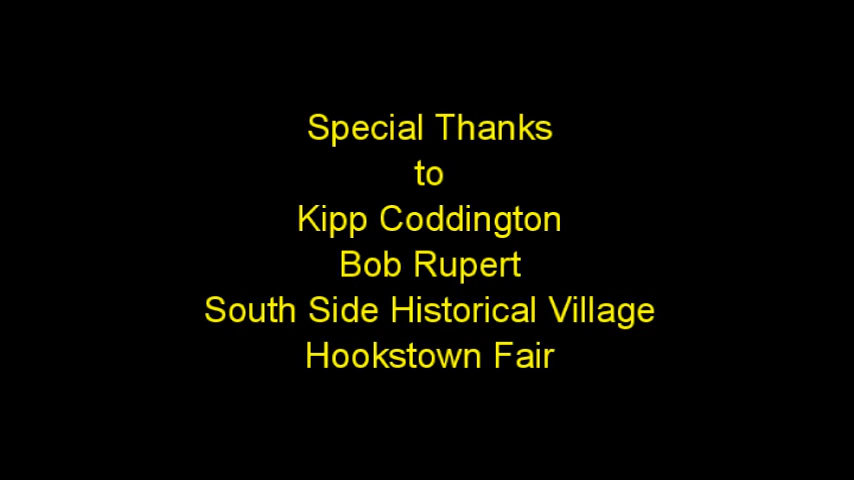 Special Thanks
to
Kipp Coddington
Bob Rupert
South Side Historical Village
Hookstown Fair